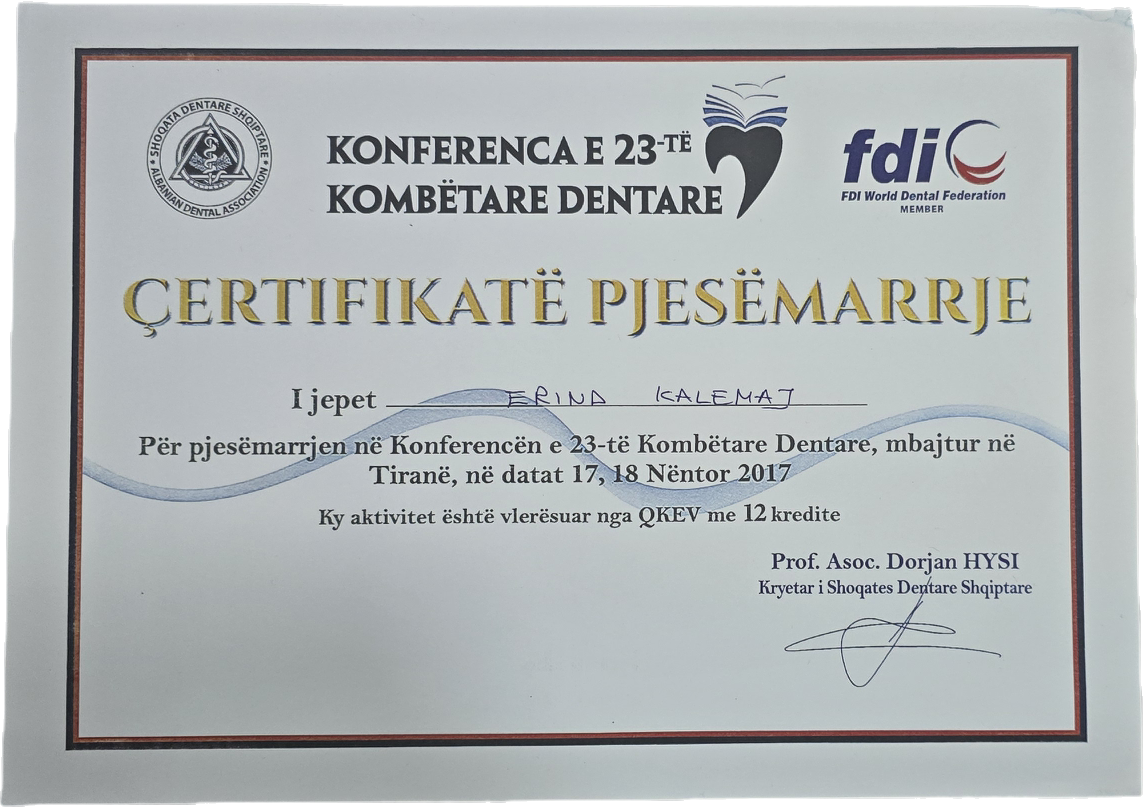 SHOQATA DENTARE SHQIPTARE
ALBANIAN DENTAL ASSOCIATION
KONFERENCA E 23-TË
KOMBËTARE DENTARE
fdi
FDI World Dental Federation
MEMBER
ÇERTIFIKATË PJESËMARRJE
I jepet ERIND KALEMAJ
Për pjesëmarrjen në Konferencën e 23-të Kombëtare Dentare, mbajtur në
Tiranë, në datat 17, 18 Nëntor 2017
Ky aktivitet është vlerësuar nga QKEV me 12 kredite
Prof. Asoc. Dorjan HYSI
Kryetar i Shoqates Dentare Shqiptare